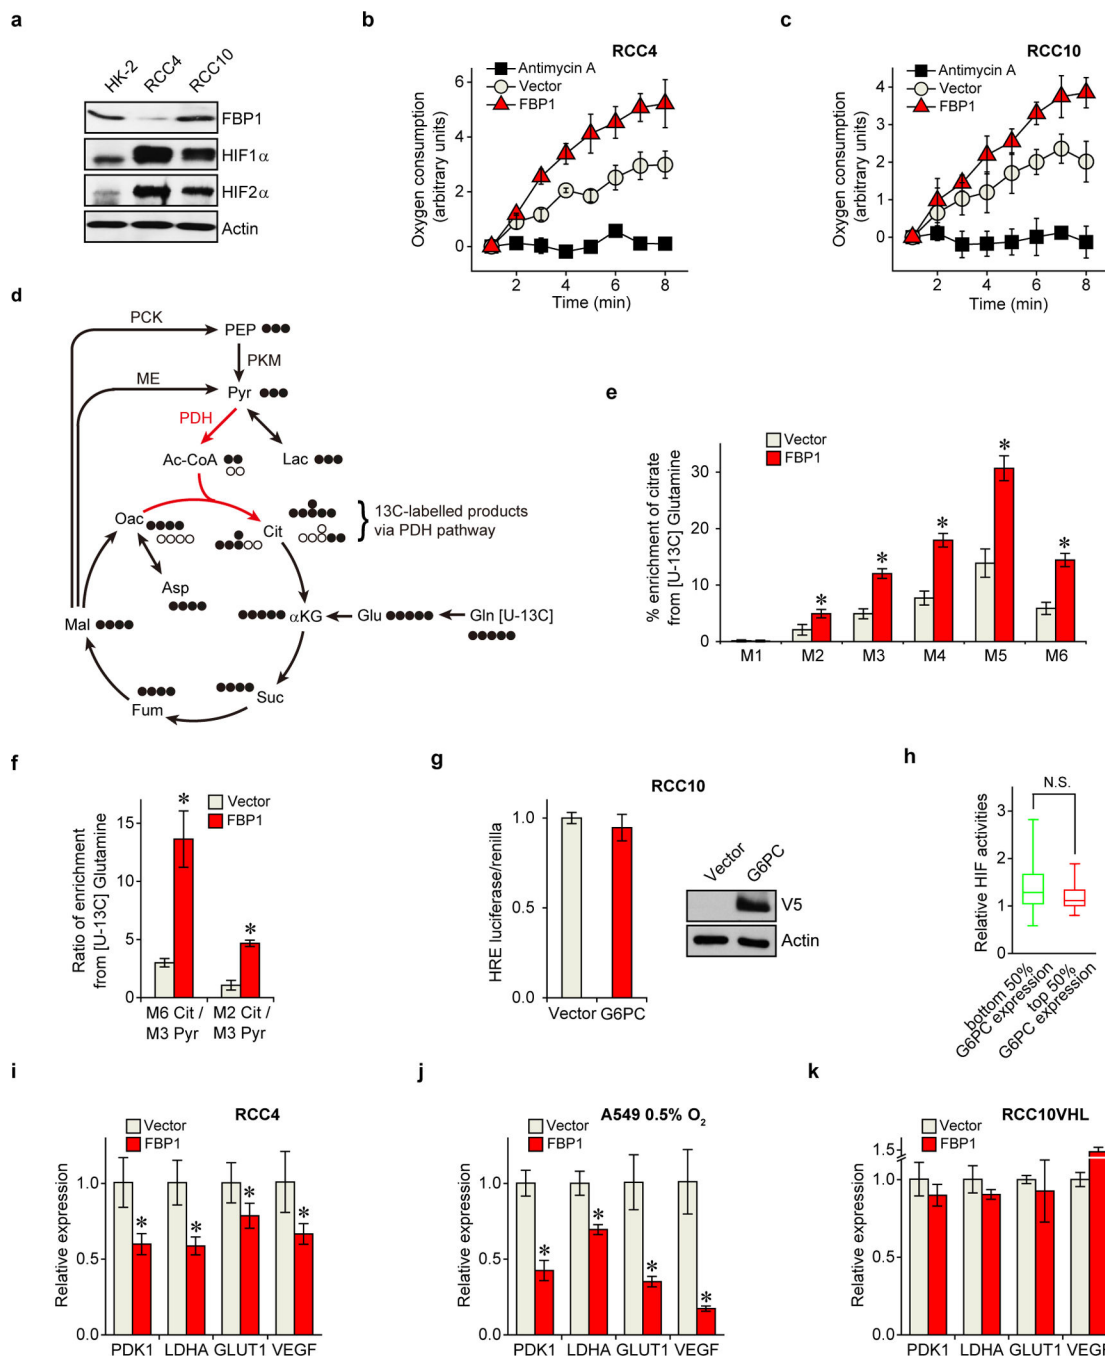 a
HK-2
RCC4
RCC10
FBP1
HIF1α
HIF2α
Actin
b
RCC4
Antimycin A
Vector
FBP1
Oxygen consumption
(arbitrary units)
6
4
2
0
2
4
6
8
Time (min)
c
RCC10
Antimycin A
Vector
FBP1
Oxygen consumption
(arbitrary units)
4
3
2
1
0
2
4
6
8
Time (min)
d
PCK
PEP
PKM
ME
Pyr
PDH
Ac-CoA
Lac
Oac
Cit
13C-labelled products
via PDH pathway
Asp
Mal
αKG
Glu
Gln [U-13C]
Suc
Fum
e
Vector
FBP1
% enrichment of citrate
from [U-13C] Glutamine
30
20
10
0
*
*
*
*
*
M1
M2
M3
M4
M5
M6
f
Vector
FBP1
Ratio of enrichment
from [U-13C] Glutamine
15
10
5
0
*
*
M6 Cit /
M3 Pyr
M2 Cit /
M3 Pyr
g
RCC10
HRE luciferase/renilla
1.0
0.5
0.0
Vector
G6PC
Vector
G6PC
V5
Actin
h
N.S.
Relative HIF activities
3
2
1
0
bottom 50%
G6PC expression
top 50%
G6PC expression
i
RCC4
Vector
FBP1
Relative expression
1.0
0.5
1.0
*
*
*
*
PDK1
LDHA
GLUT1
VEGF
j
A549 0.5% O2
Vector
FBP1
Relative expression
1.0
0.5
0.0
*
*
*
*
PDK1
LDHA
GLUT1
VEGF
k
RCC10VHL
Vector
FBP1
Relative expression
1.5
1.0
0.5
0.0
PDK1
LDHA
GLUT1
VEGF